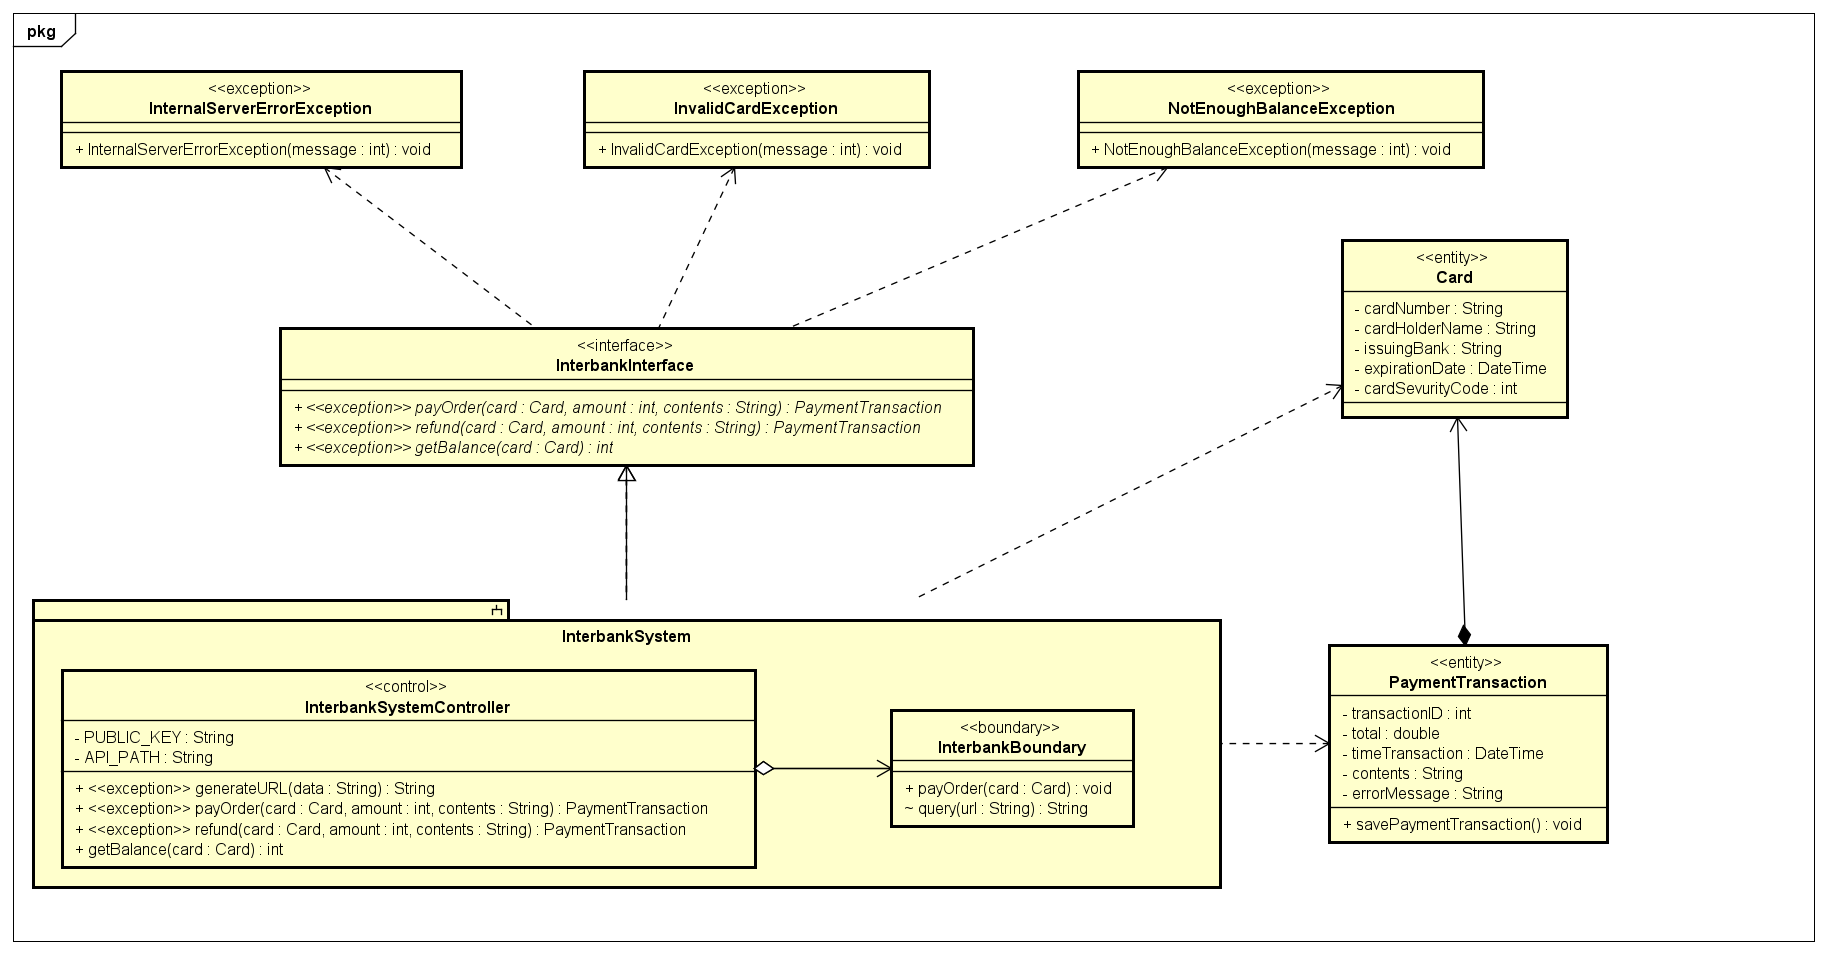 pkg
<<exception>>
InternalServerErrorException
+ InternalServerErrorException(message : int) : void
<<exception>>
InvalidCardException
+ InvalidCardException(message : int) : void
<<exception>>
NotEnoughBalanceException
+ NotEnoughBalanceException(message : int) : void
<<entity>>
Card
- cardNumber : String
- cardHolderName : String
- issuingBank : String
- expirationDate : DateTime
- cardSevurityCode : int
<<interface>>
InterbankInterface
+ <<exception>> payOrder(card : Card, amount : int, contents : String) : PaymentTransaction
+ <<exception>> refund(card : Card, amount : int, contents : String) : PaymentTransaction
+ <<exception>> getBalance(card : Card) : int
InterbankSystem
<<control>>
InterbankSystemController
- PUBLIC_KEY : String
- API_PATH : String
+ <<exception>> generateURL(data : String) : String
+ <<exception>> payOrder(card : Card, amount : int, contents : String) : PaymentTransaction
+ <<exception>> refund(card : Card, amount : int, contents : String) : PaymentTransaction
+ getBalance(card : Card) : int
<<boundary>>
InterbankBoundary
+ payOrder(card : Card) : void
~ query(url : String) : String
<<entity>>
PaymentTransaction
- transactionID : int
- total : double
- timeTransaction : DateTime
- contents : String
- errorMessage : String
+ savePaymentTransaction() : void